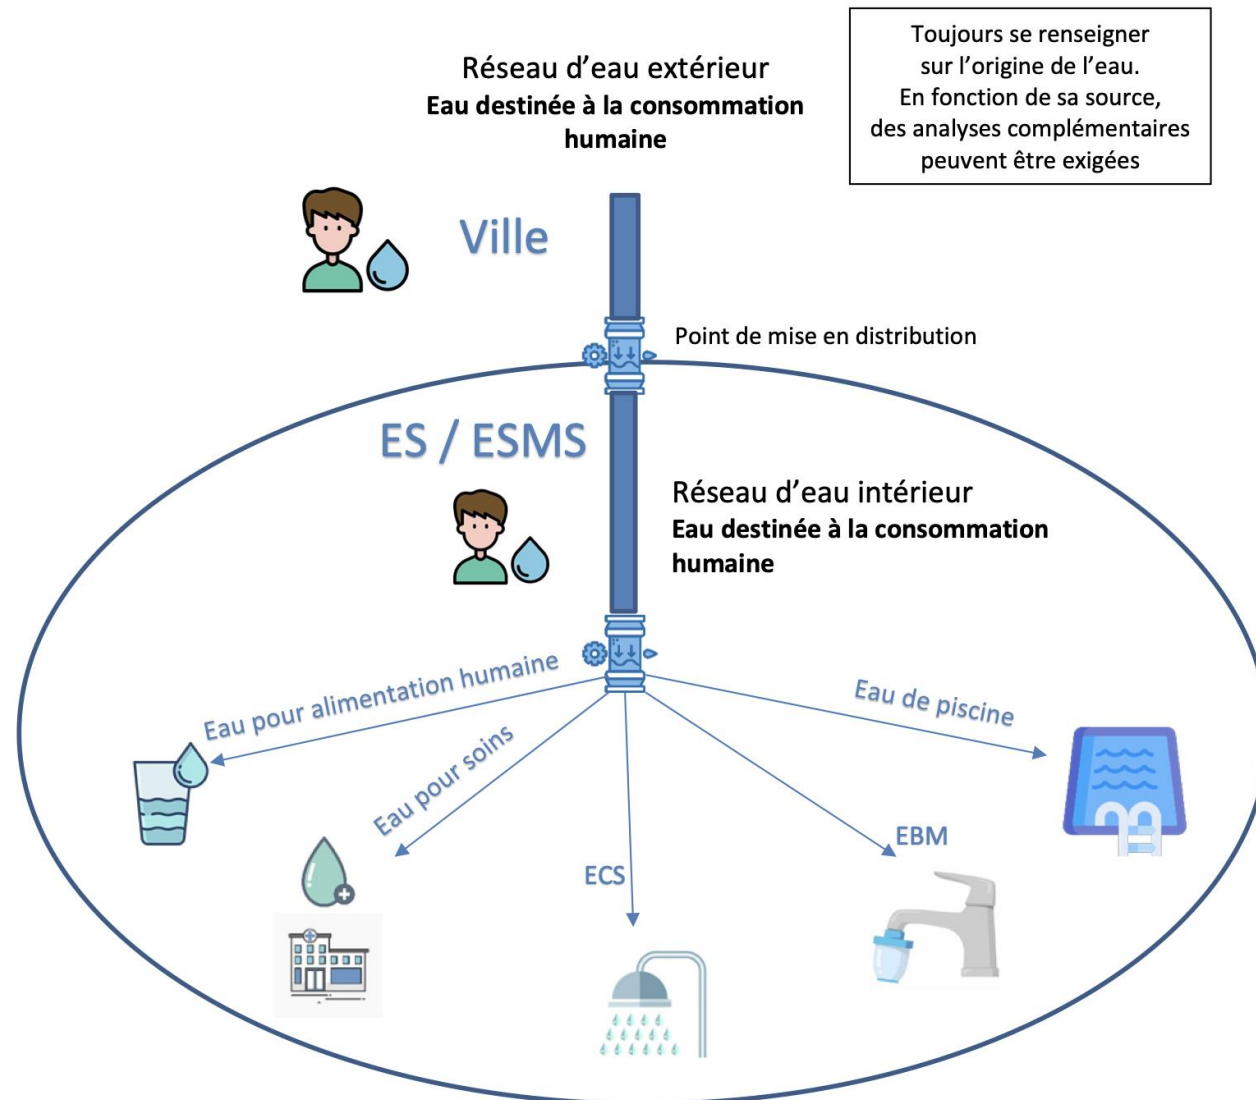 Toujours se renseigner
sur l’origine de l’eau.
En fonction de sa source,
des analyses complémentaires
peuvent être exigées
Réseau d’eau extérieur
Eau destinée à la consommation
humaine
Ville
Point de mise en distribution
ES / ESMS
Réseau d’eau intérieur
Eau destinée à la consommation
humaine
Eau pour alimentation humaine
Eau pour soins
ECS
EBM
Eau de piscine